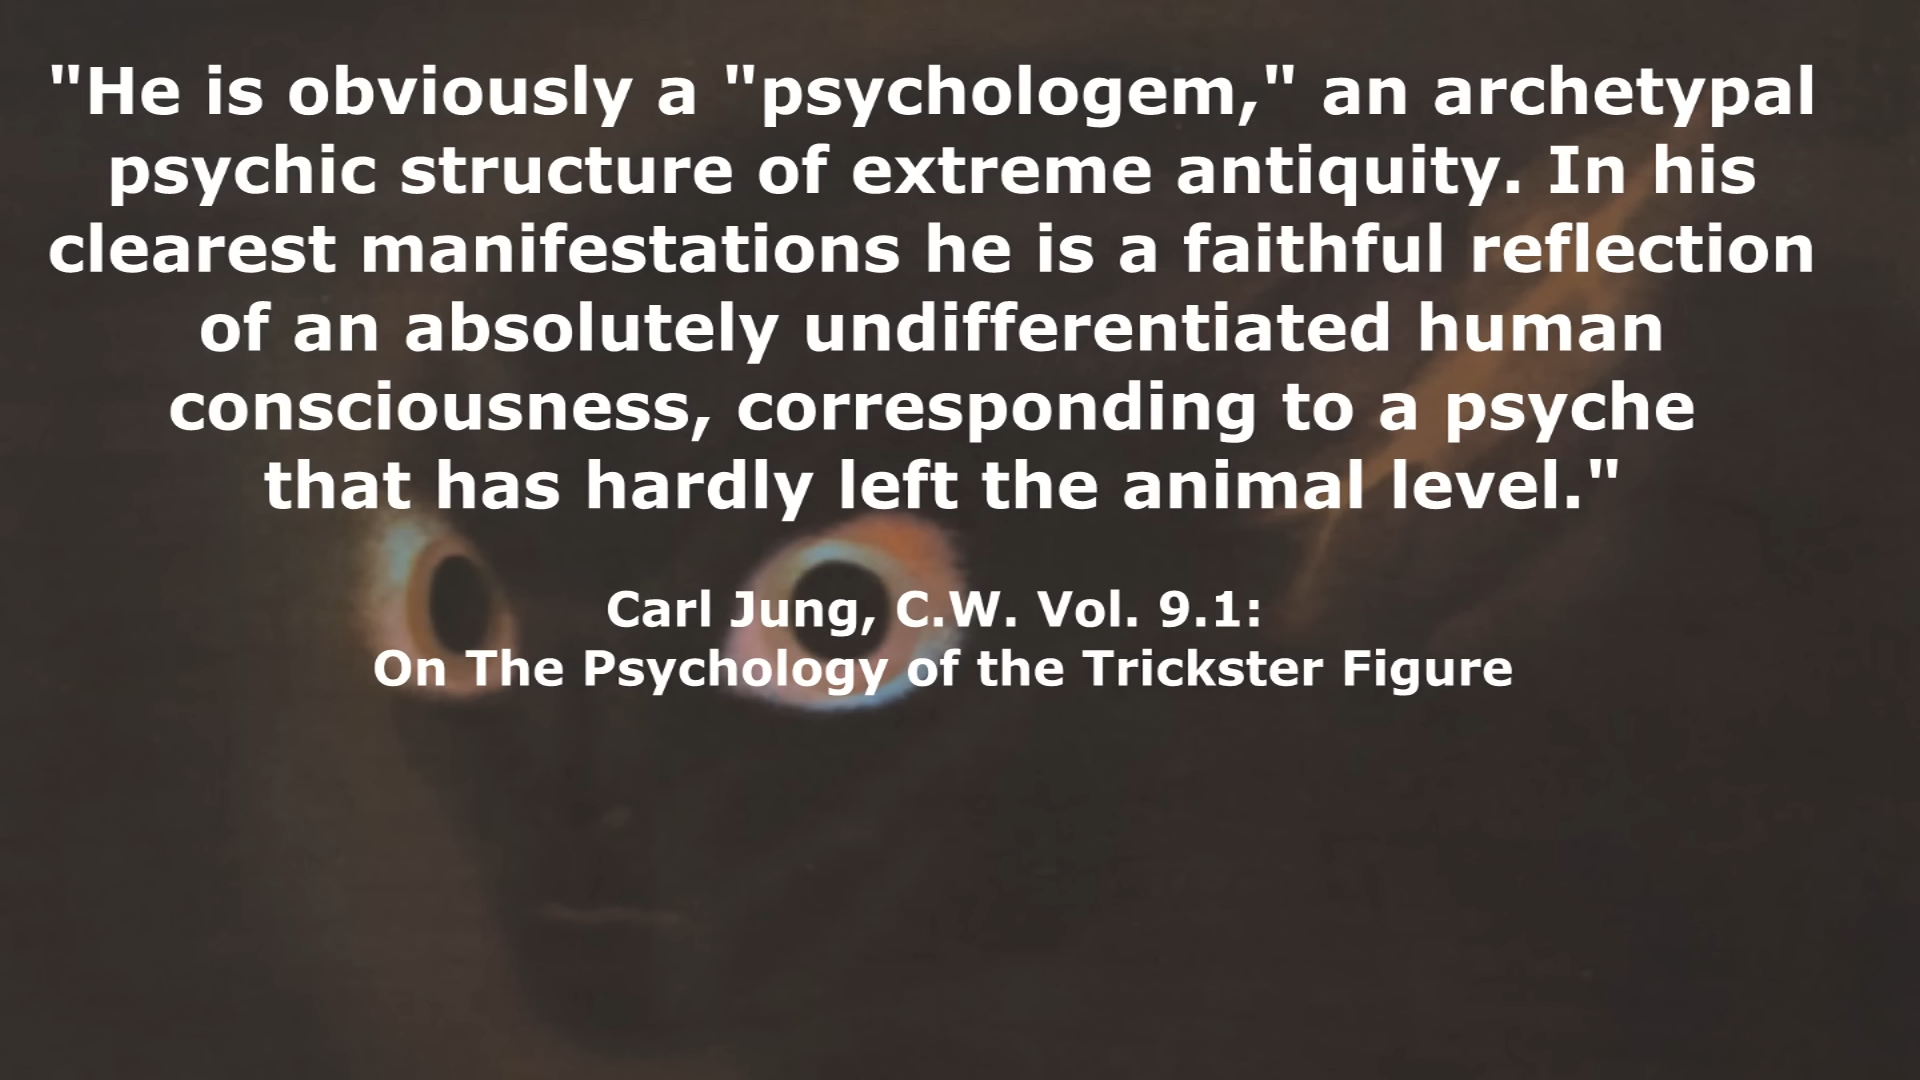 "He is obviously a "psychologem," an archetypal
psychic structure of extreme antiquity. In his
clearest manifestations he is a faithful reflection
of an absolutely undifferentiated human
consciousness, corresponding to a psyche
that has hardly left the animal level."
Carl Jung, C.W. Vol. 9.1:
On The Psychology of the Trickster Figure